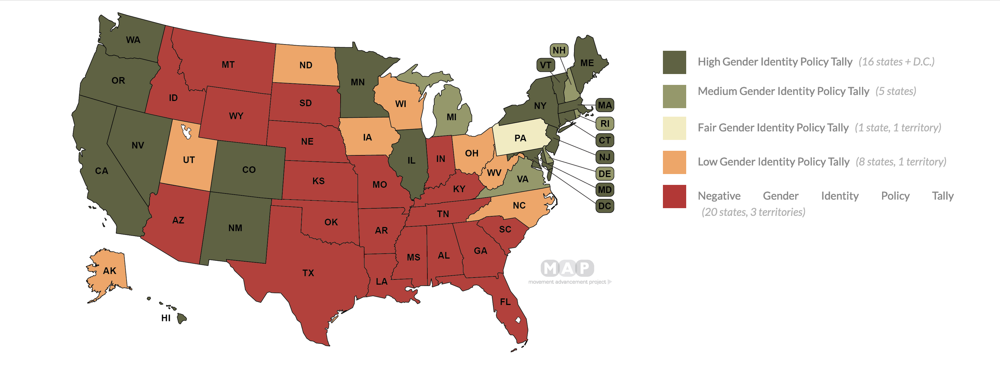 WA
MT
ND
MN
OR
ID
SD
WI
MI
WY
NV
UT
NE
IA
CA
CO
IL
IN
OH
PA
NY
VT
NH
ME
MA
RI
CT
NJ
DE
MD
DC
WV
VA
KS
MO
KY
NC
TN
AZ
NM
OK
AR
SC
MS
AL
GA
TX
LA
FL
AK
HI
MAP
movement advancement project
High Gender Identity Policy Tally (16 states + D.C.)
Medium Gender Identity Policy Tally (5 states)
Fair Gender Identity Policy Tally (1 state, 1 territory)
Low Gender Identity Policy Tally (8 states, 1 territory)
Negative Gender Identity Policy Tally
(20 states, 3 territories)